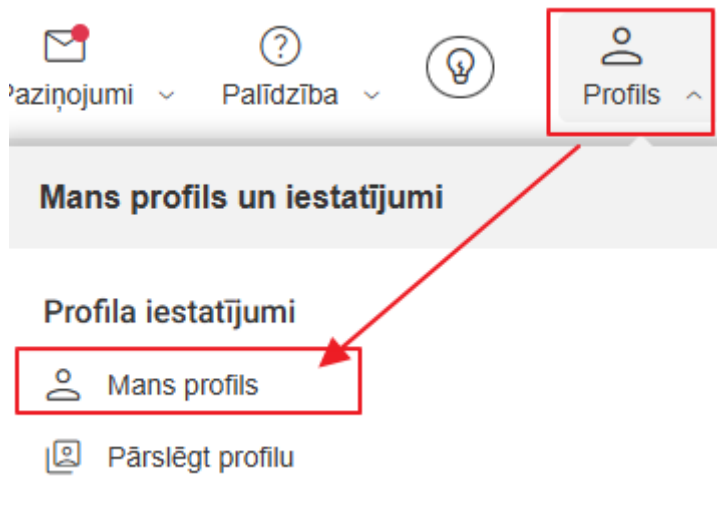 Paziņojumi
Palīdzība
Profils
Mans profils un iestatījumi
Profila iestatījumi
Mans profils
Pārslēgt profilu